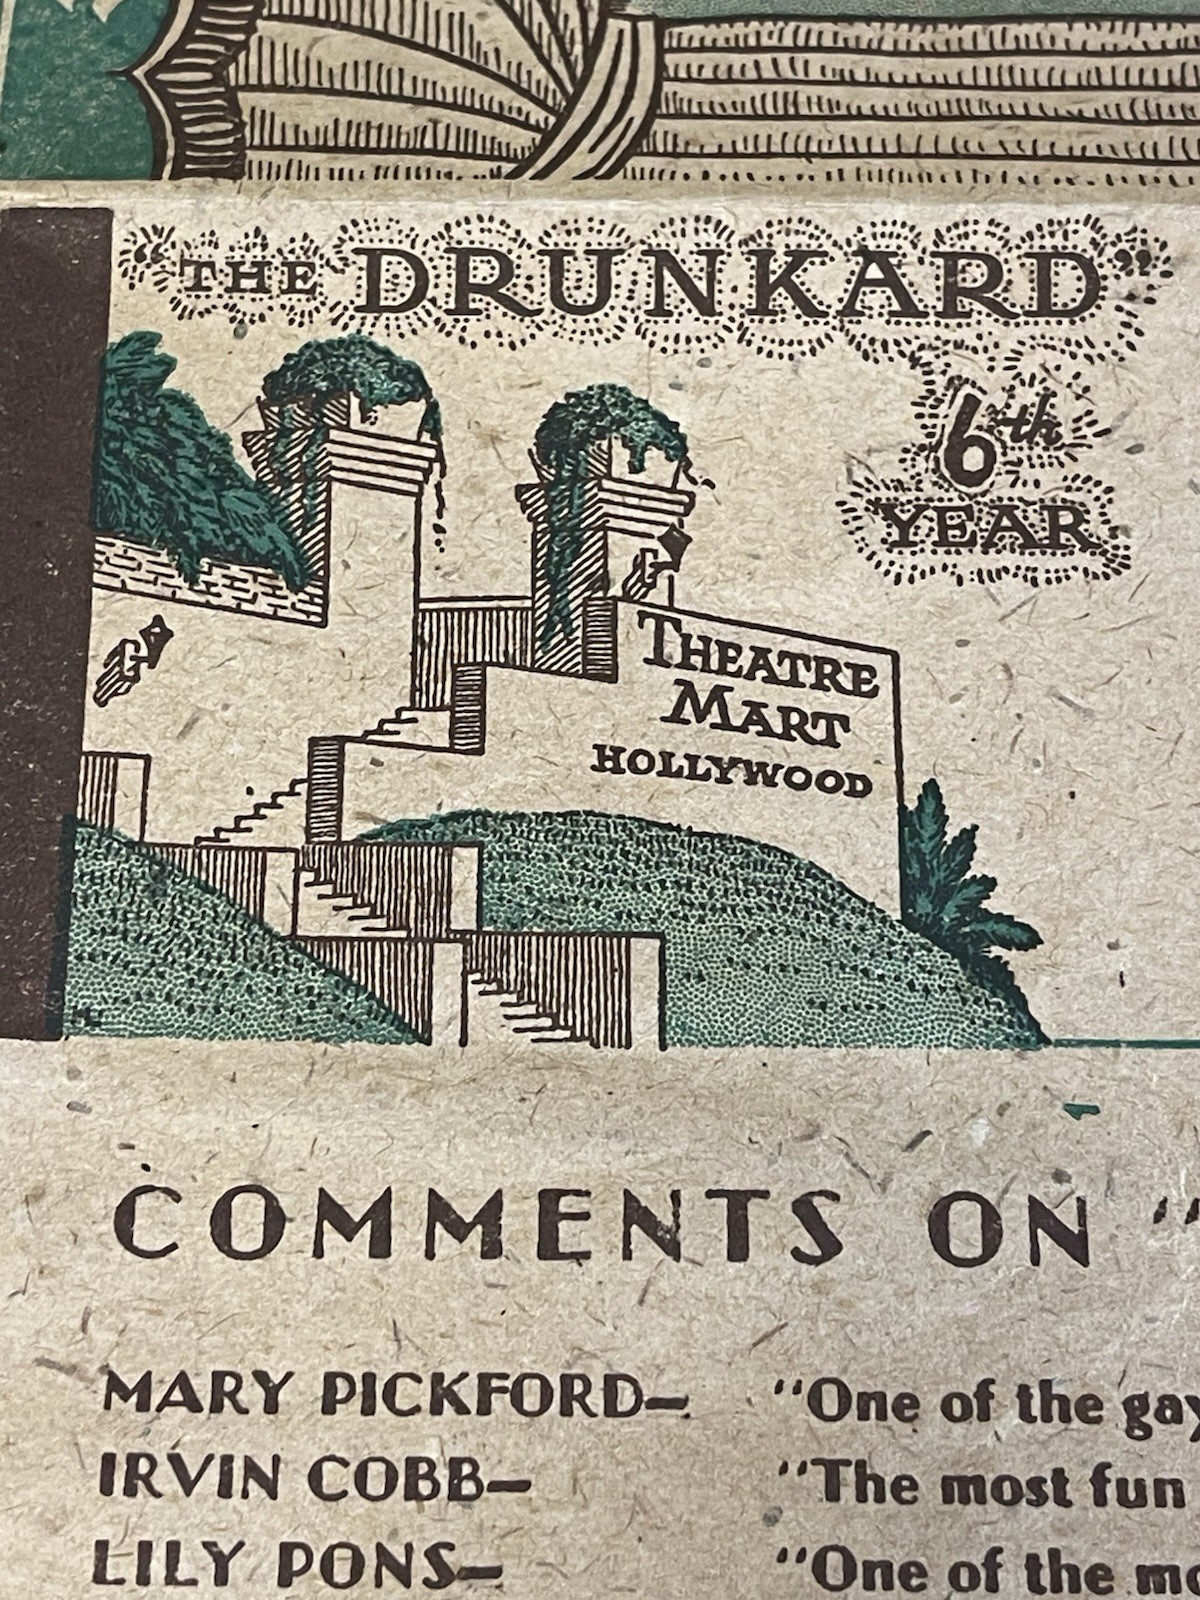 "THE DRUNKARD"
6th
YEAR
THEATRE
MART
HOLLYWOOD
COMMENTS ON "
MARY PICKFORD— "One of the gay
IRVIN COBB— "The most fun
LILY PONS— "One of the mo